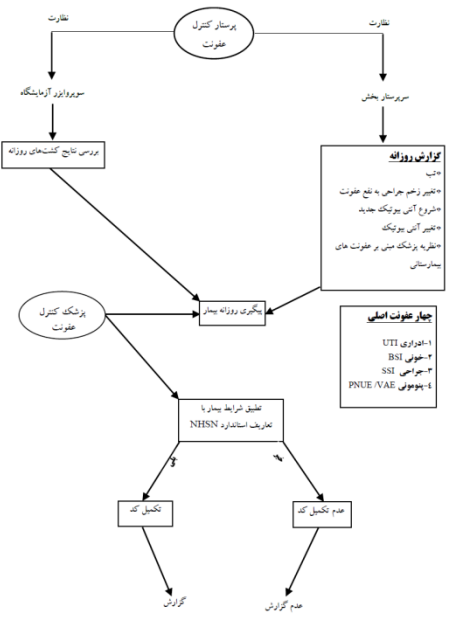 پرستار کنترل
عفونت
نظارت
نظارت
سرپرستار بخش
سوپروایزر آزمایشگاه
گزارش روزانه
*تب
*تغییر زخم جراحی به نفع عفونت
*شروع آنتی بیوتیک جدید
*تغییر آنتی بیوتیک
*نظریه پزشک مبنی بر عفونت های
بیمارستانی
بررسی نتایج کشت‌های روزانه
پیگیری روزانه بیمار
پزشک کنترل
عفونت
چهار عفونت اصلی
۱-ادراری UTI
۲-خونی BSI
۳-جراحی SSI
٤-پنومونی PNUE /VAE
تطبیق شرایط بیمار با
تعاریف استاندارد NHSN
خیر
بلی
عدم تکمیل کد
تکمیل کد
عدم گزارش
گزارش